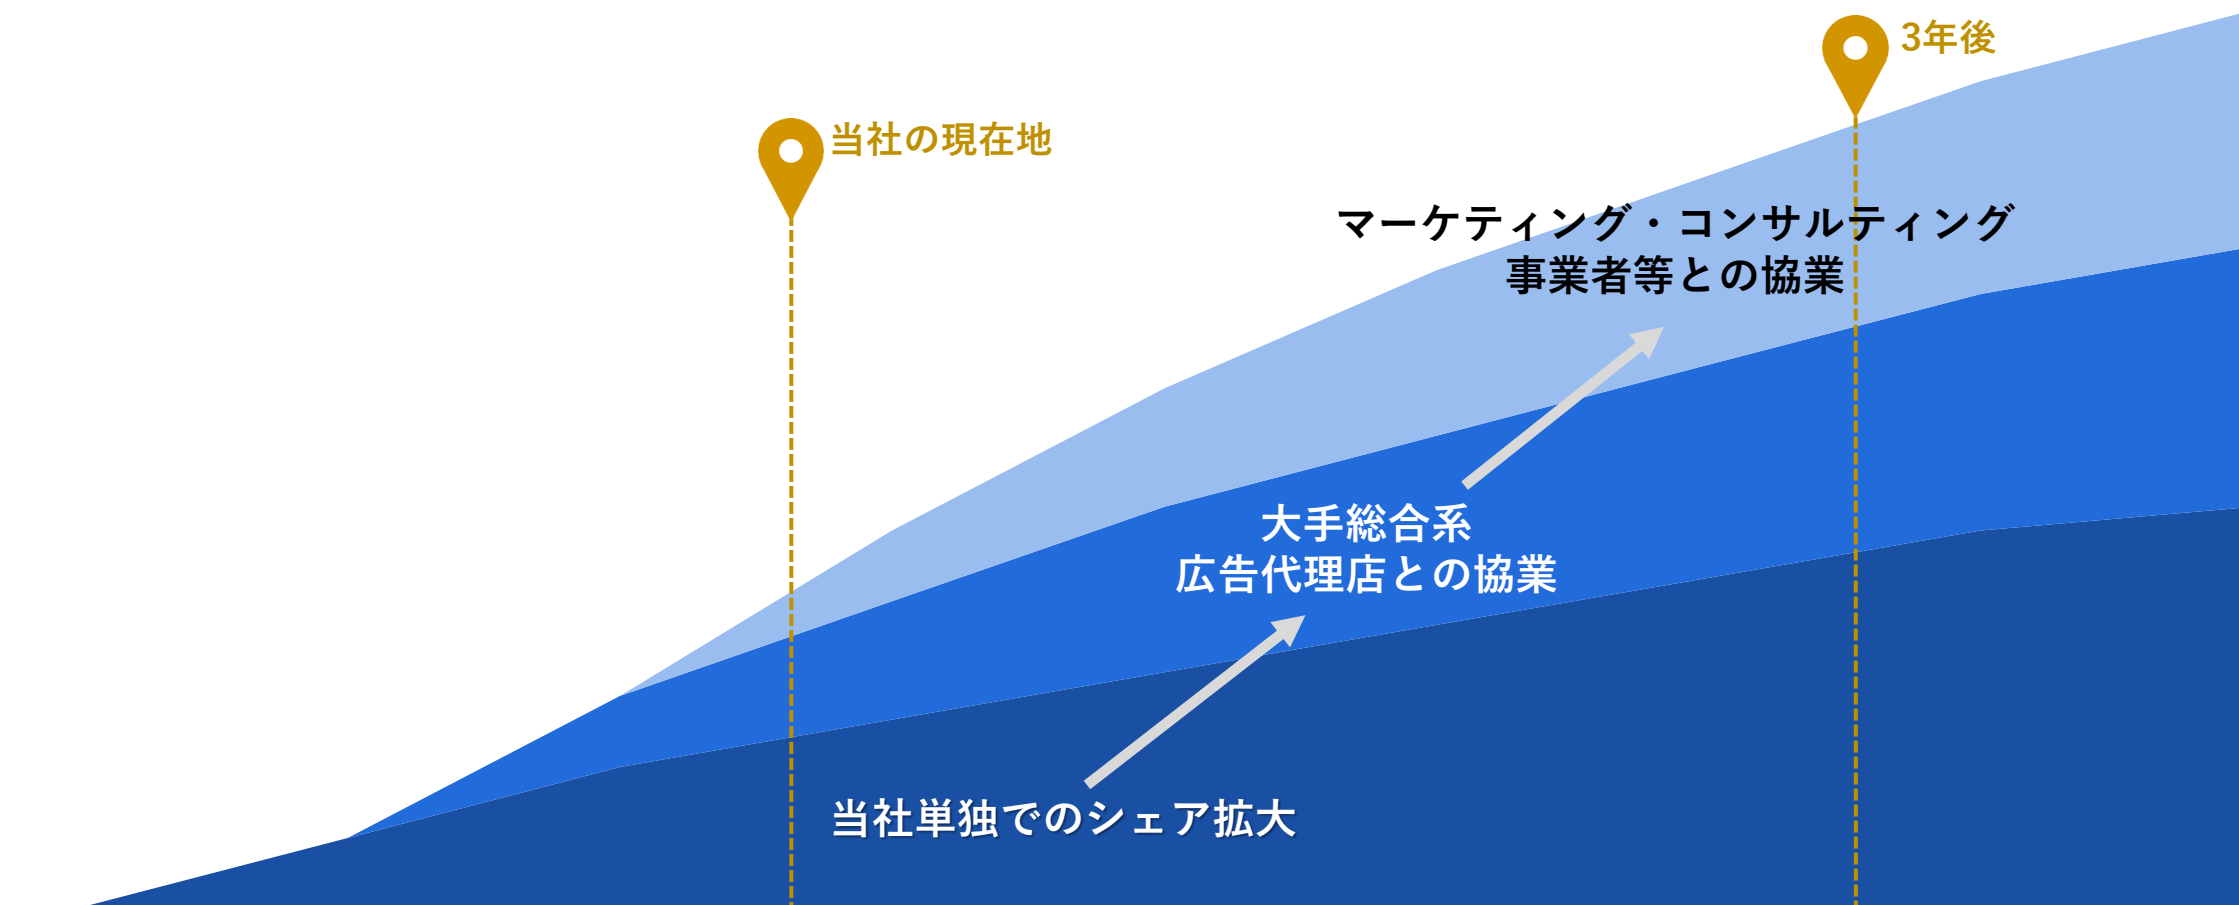 3年後
当社の現在地
マーケティング・コンサルティング
事業者等との協業
大手総合系
広告代理店との協業
当社単独でのシェア拡大